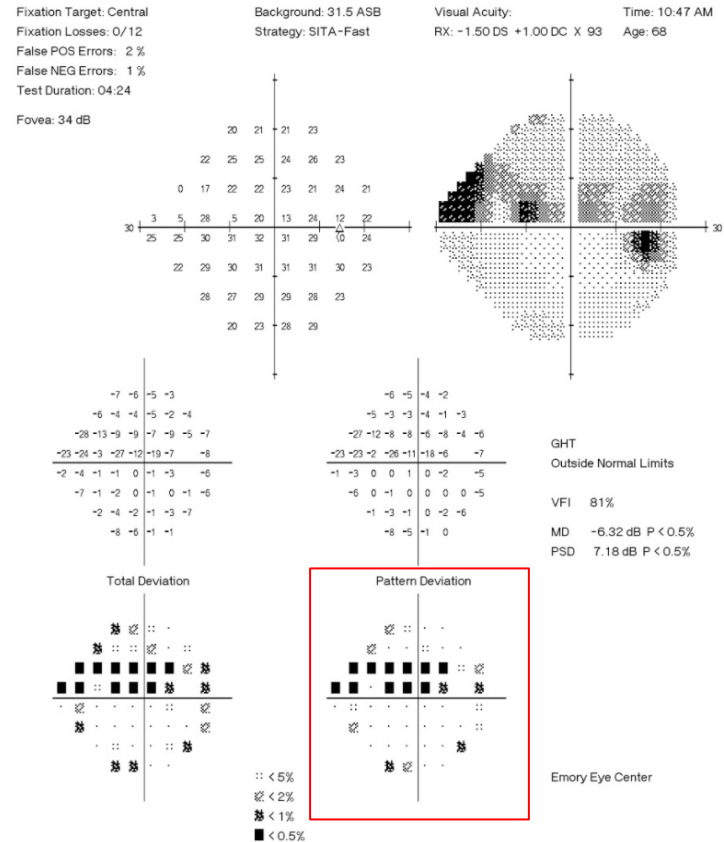 Fixation Target: Central Background: 31.5 ASB Visual Acuity: Time: 10:47 AM
Fixation Losses: 0/12 Strategy: SITA-Fast RX: -1.50 DS +1.00 DC X 93 Age: 68
False POS Errors: 2 %
False NEG Errors: 1 %
Test Duration: 04:24
Fovea: 34 dB
20 21 21 23
22 25 25 24 26 23
0 17 22 22 23 21 24 21
3 5 28 5 20 13 24 12 22
30 30
25 25 30 31 32 31 29 <0 24
22 29 30 31 31 31 30 23
28 27 29 29 28 23
20 23 28 29
-7 -6 -5 -3 -6 -5 -4 -2
-6 -4 -4 -5 -2 -4 -5 -3 -3 -4 -1 -3
-28 -13 -9 -9 -7 -9 -5 -7 -27 -12 -8 -8 -6 -8 -4 -6
-23 -24 -3 -27 -12 -19 -7 -8 -23 -23 -2 -26 -11 -18 -6 -7
-2 -4 -1 -1 0 -1 -3 -6 -1 -3 0 0 1 0 -2 -5
-7 -1 -2 0 -1 0 -1 -6 -6 0 -1 0 0 0 0 -5
-2 -4 -2 -1 -3 -7 -1 -3 -1 0 -2 -6
-8 -6 -1 -1 -8 -5 -1 0
GHT
Outside Normal Limits
VFI 81%
MD -6.32 dB P < 0.5%
PSD 7.18 dB P < 0.5%
Total Deviation Pattern Deviation
< 5%
< 2%
< 1%
< 0.5%
Emory Eye Center